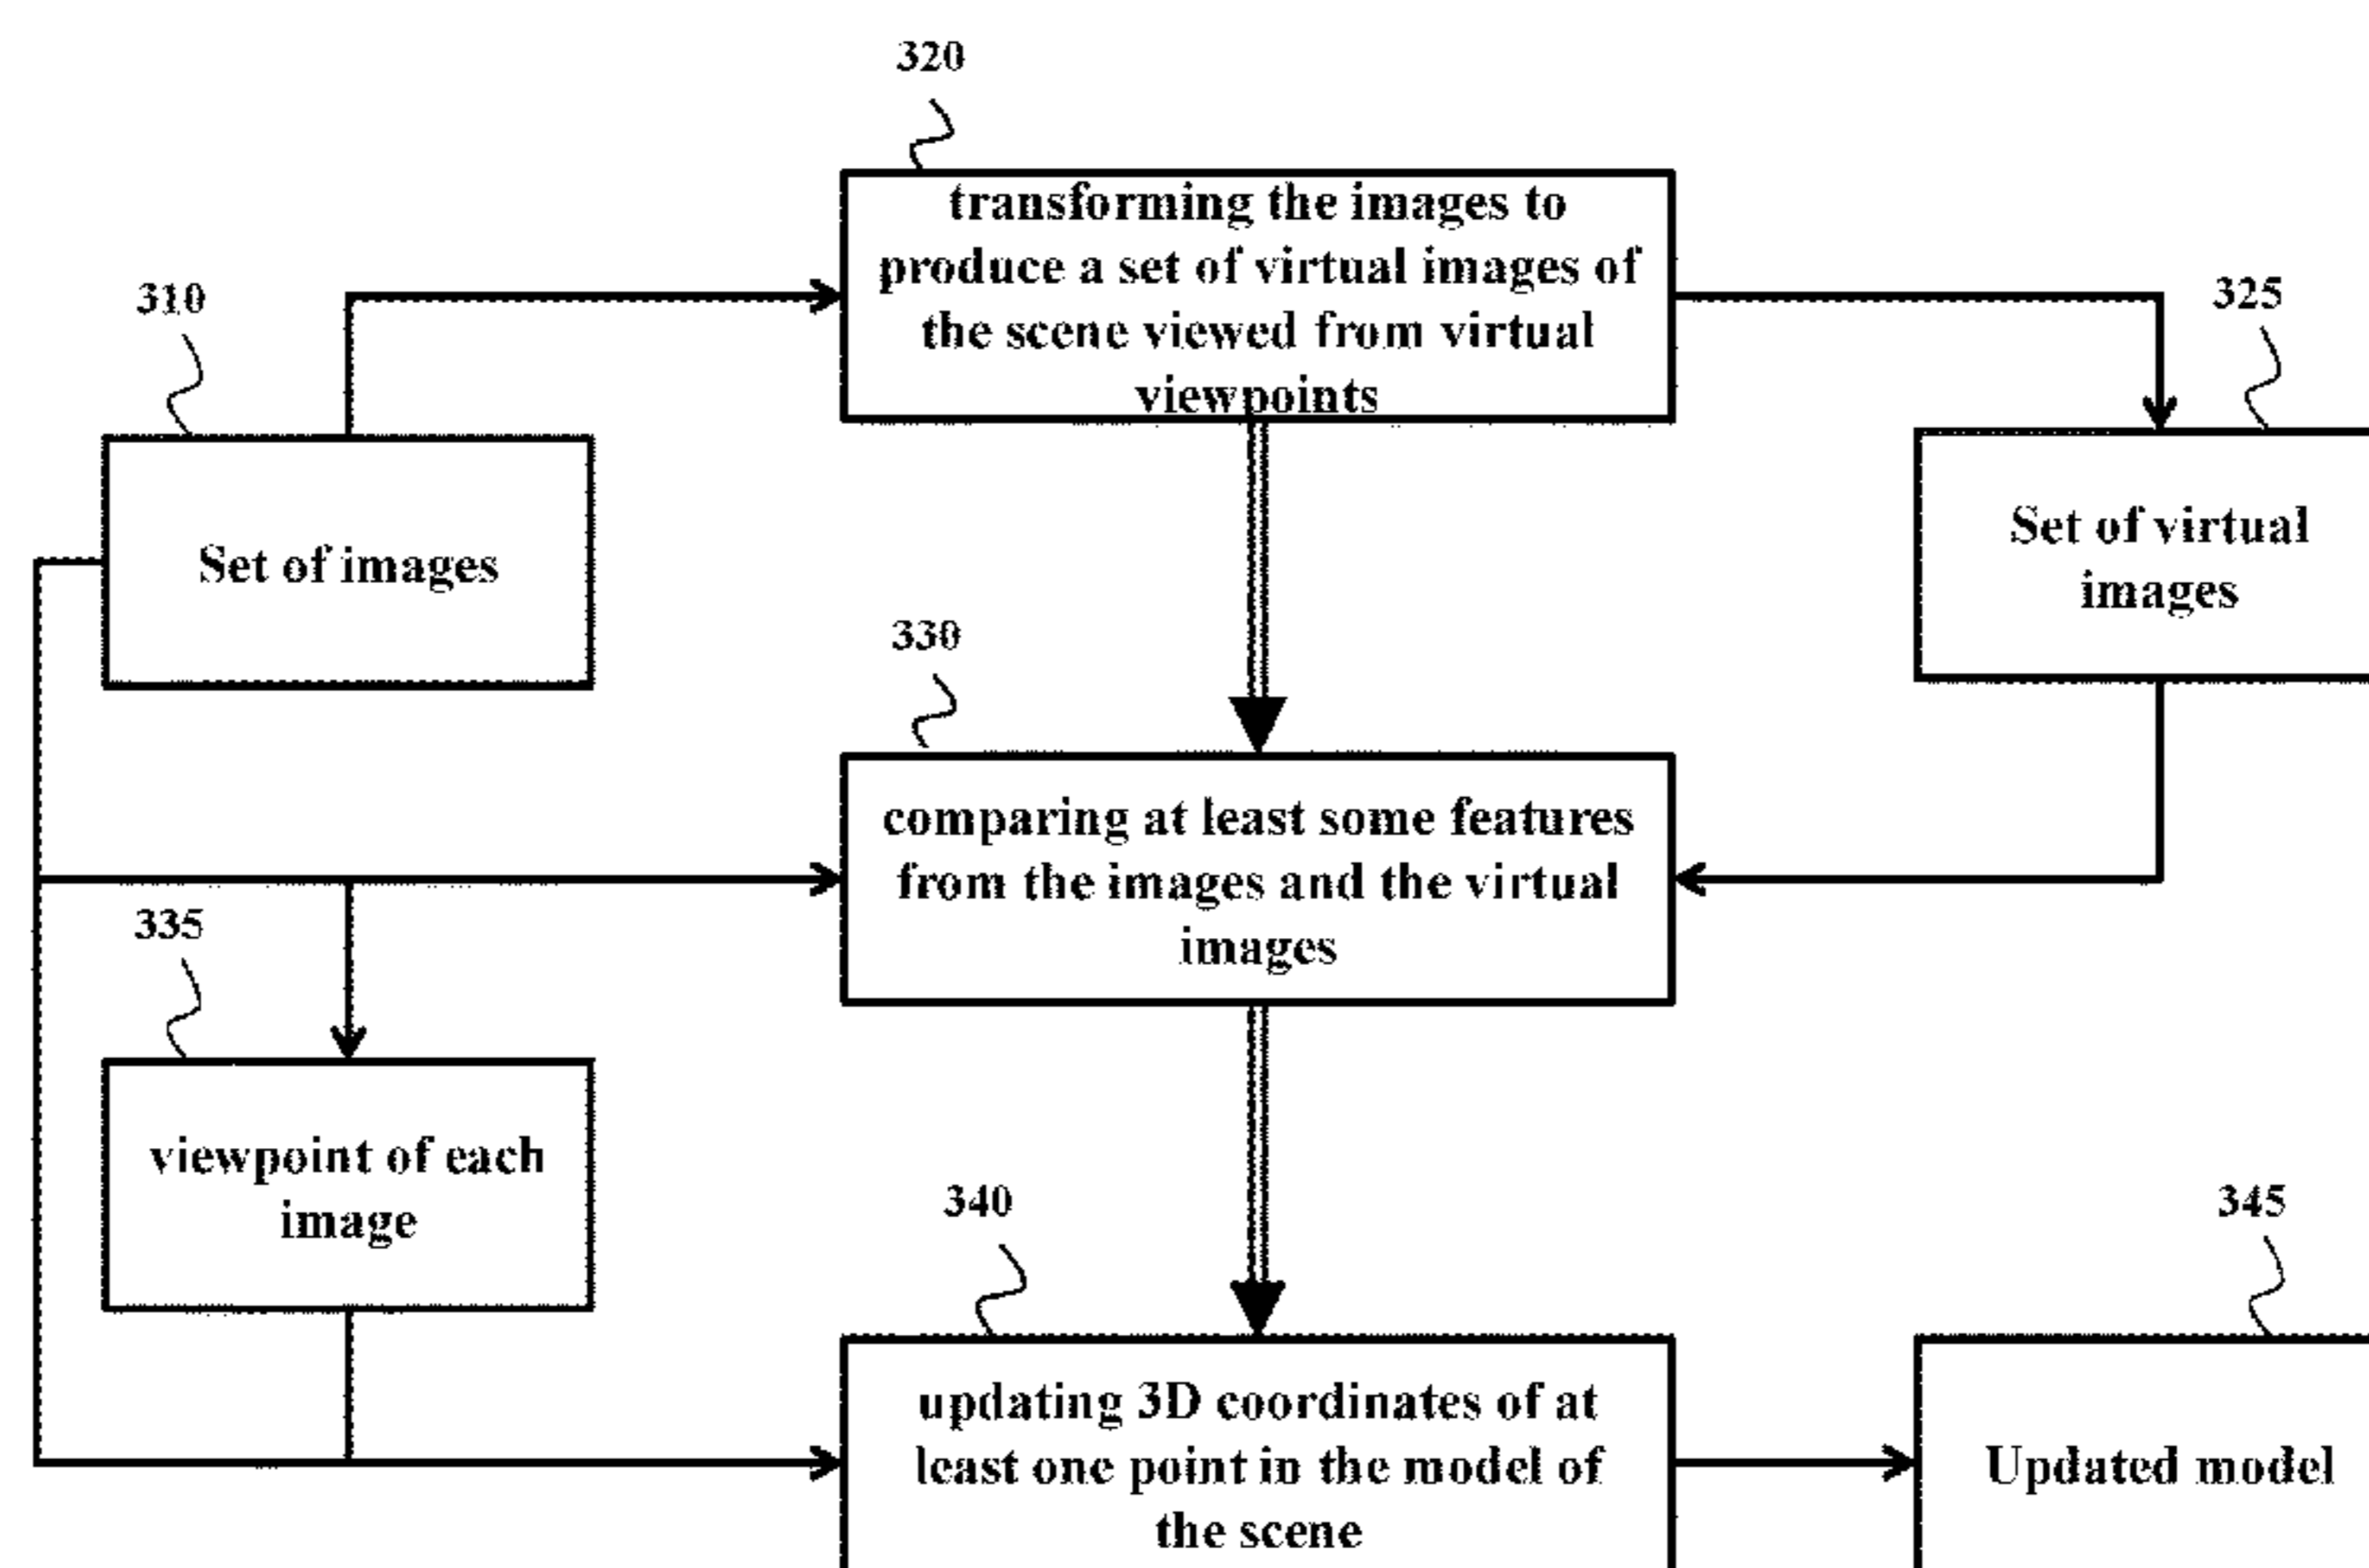 320
transforming the images to
produce a set of virtual images of
the scene viewed from virtual
viewpoints
310
325
Set of images
Set of virtual
images
330
comparing at least some features
from the images and the virtual
images
335
viewpoint of each
image
340
345
updating 3D coordinates of at
least one point in the model of
the scene
Updated model